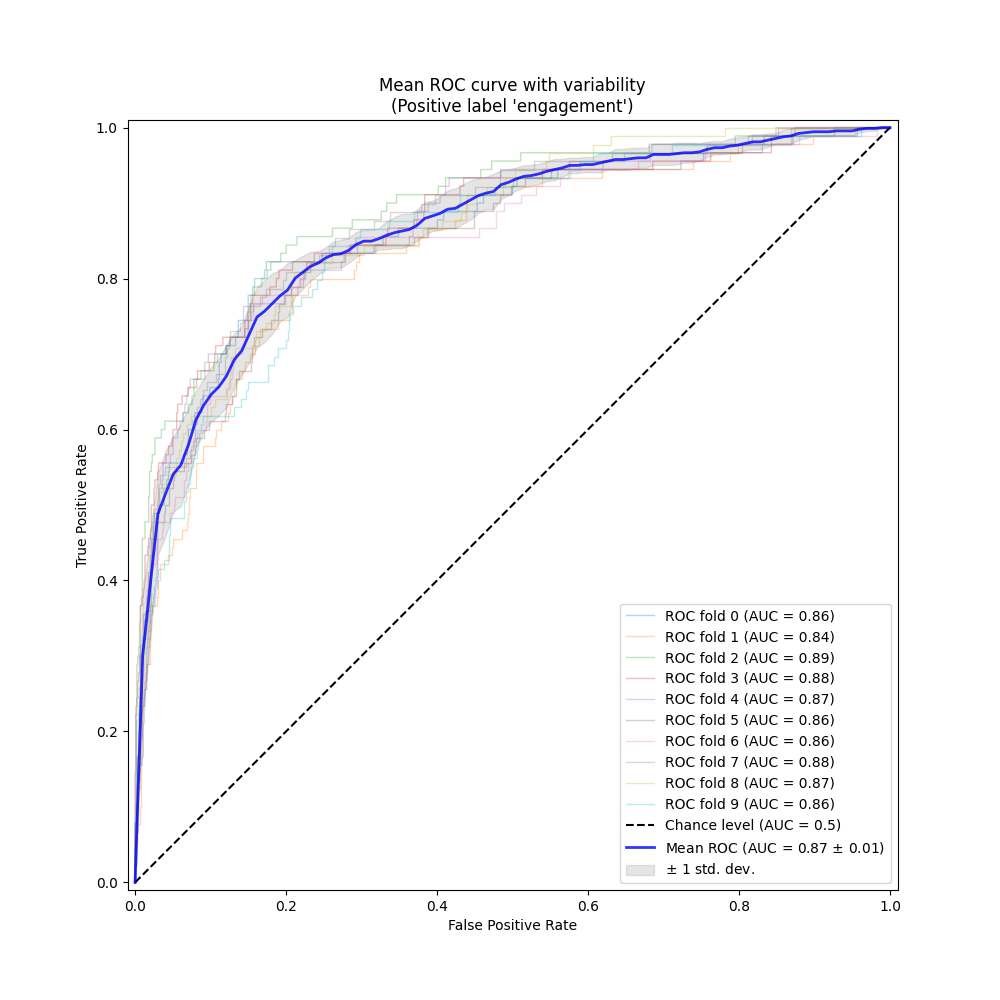 Mean ROC curve with variability
(Positive label 'engagement')
True Positive Rate
1.0
0.8
0.6
0.4
0.2
0.0
0.0 0.2 0.4 0.6 0.8 1.0
False Positive Rate
ROC fold 0 (AUC = 0.86)
ROC fold 1 (AUC = 0.84)
ROC fold 2 (AUC = 0.89)
ROC fold 3 (AUC = 0.88)
ROC fold 4 (AUC = 0.87)
ROC fold 5 (AUC = 0.86)
ROC fold 6 (AUC = 0.86)
ROC fold 7 (AUC = 0.88)
ROC fold 8 (AUC = 0.87)
ROC fold 9 (AUC = 0.86)
Chance level (AUC = 0.5)
Mean ROC (AUC = 0.87 ± 0.01)
± 1 std. dev.